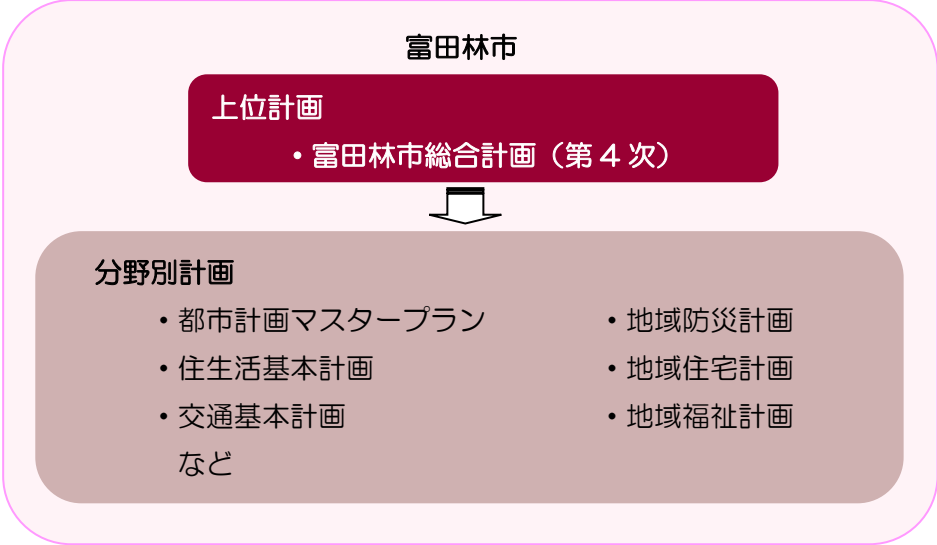 富田林市
上位計画
・富田林市総合計画（第4次）
分野別計画
・都市計画マスタープラン ・地域防災計画
・住生活基本計画 ・地域住宅計画
・交通基本計画 ・地域福祉計画
など